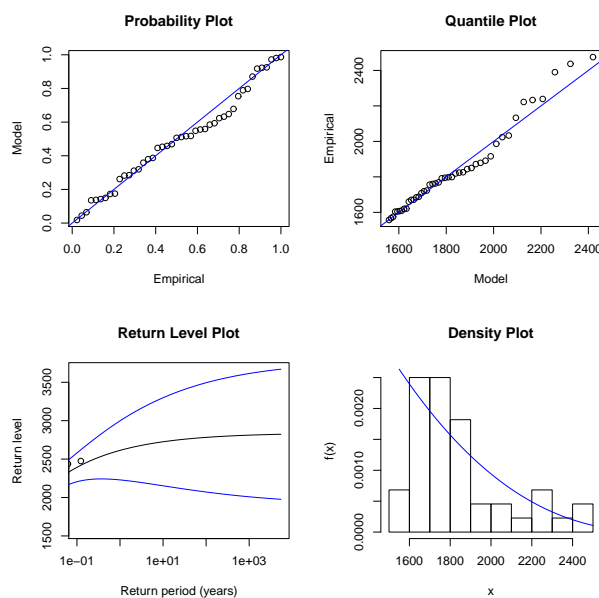 Probability Plot
Model
0.0 0.2 0.4 0.6 0.8 1.0
0.0 0.2 0.4 0.6 0.8 1.0
Empirical
Quantile Plot
Empirical
1600 2000 2400
1600 1800 2000 2200 2400
Model
Return Level Plot
Return level
1500 2000 2500 3000 3500
1e−01 1e+01 1e+03
Return period (years)
Density Plot
f(x)
0.0000 0.0010 0.0020
1600 1800 2000 2200 2400
x